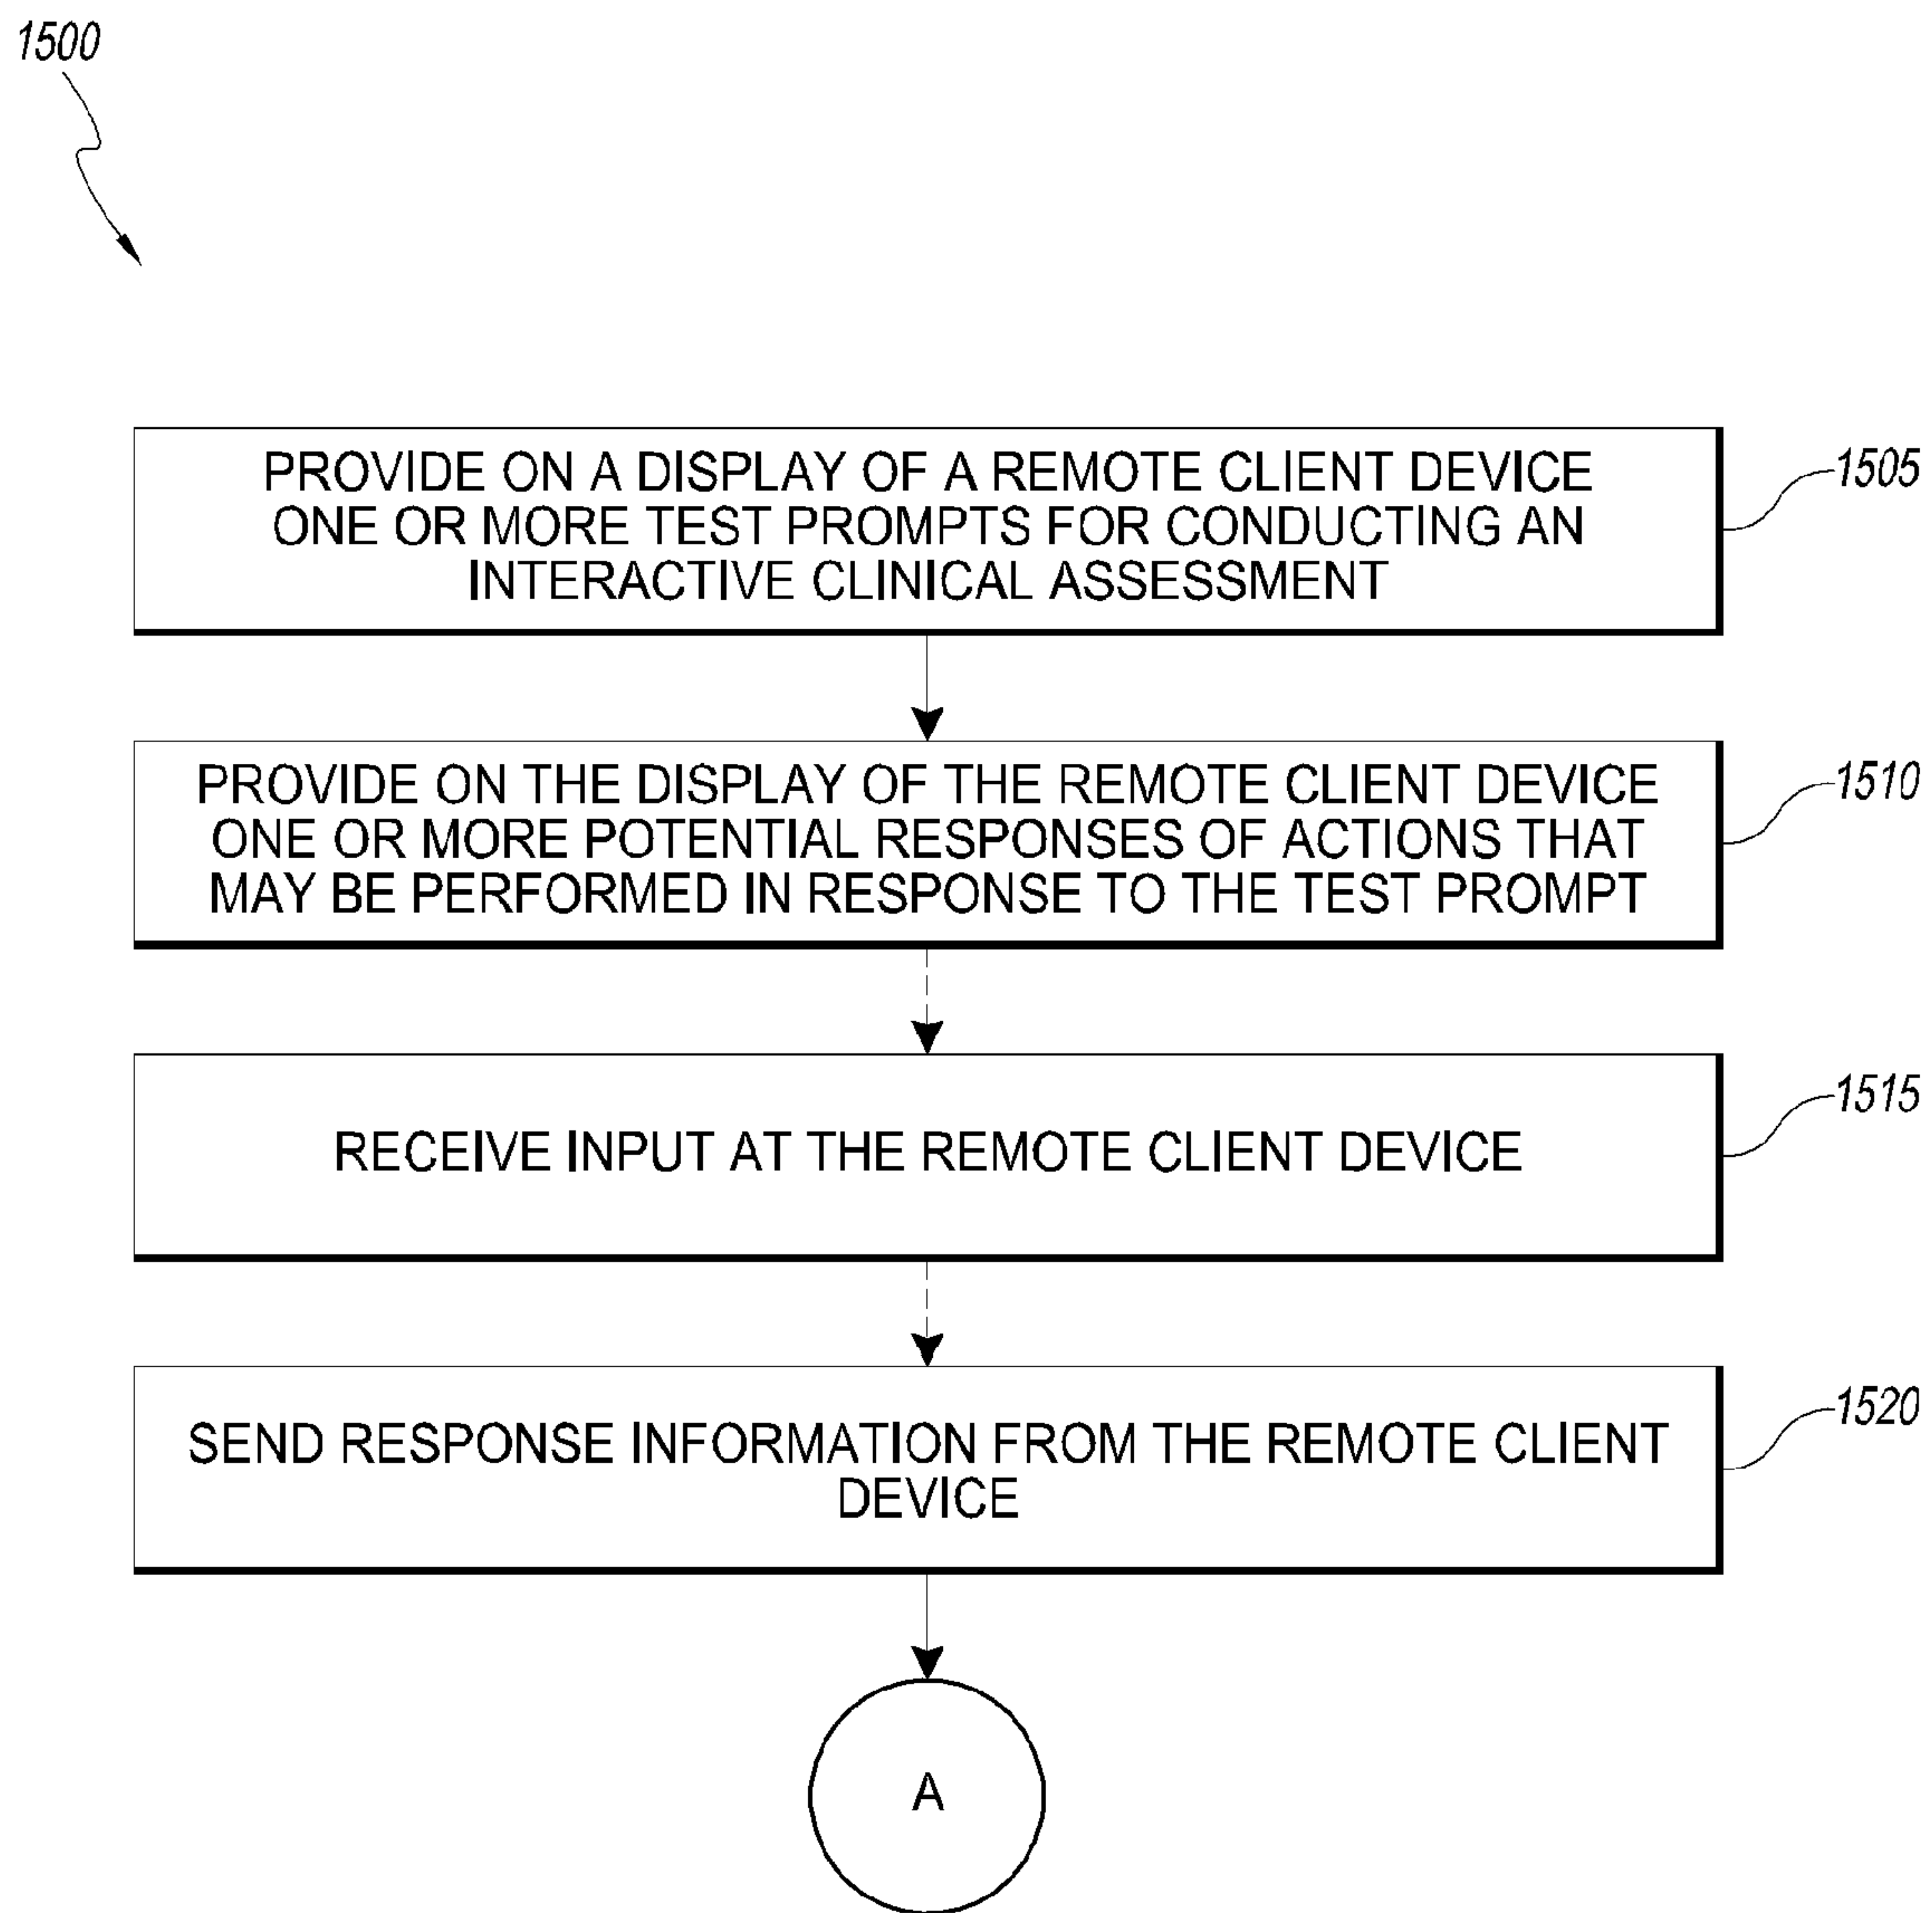 1500
PROVIDE ON A DISPLAY OF A REMOTE CLIENT DEVICE
ONE OR MORE TEST PROMPTS FOR CONDUCTING AN
INTERACTIVE CLINICAL ASSESSMENT
1505
PROVIDE ON THE DISPLAY OF THE REMOTE CLIENT DEVICE
ONE OR MORE POTENTIAL RESPONSES OF ACTIONS THAT
MAY BE PERFORMED IN RESPONSE TO THE TEST PROMPT
1510
RECEIVE INPUT AT THE REMOTE CLIENT DEVICE
1515
SEND RESPONSE INFORMATION FROM THE REMOTE CLIENT
DEVICE
1520
A